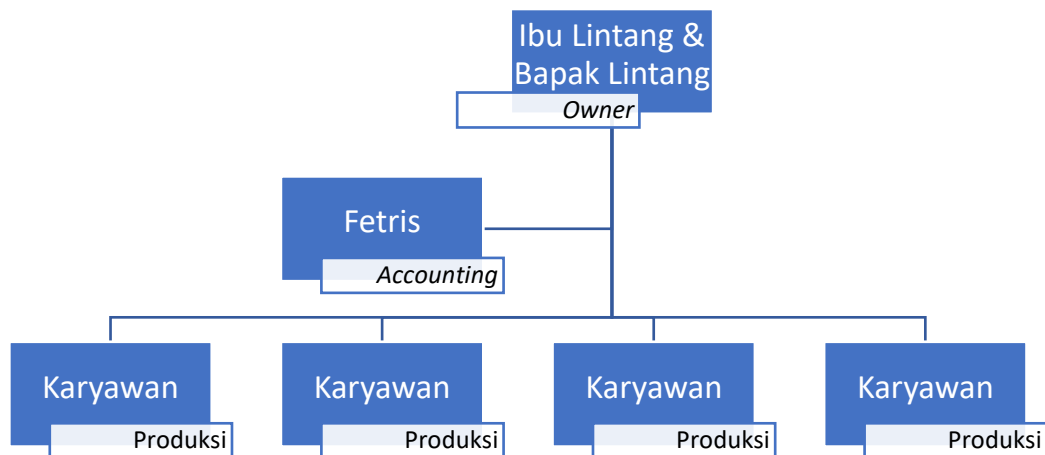 Ibu Lintang &
Bapak Lintang
Owner
Fetris
Accounting
Karyawan
Produksi
Karyawan
Produksi
Karyawan
Produksi
Karyawan
Produksi